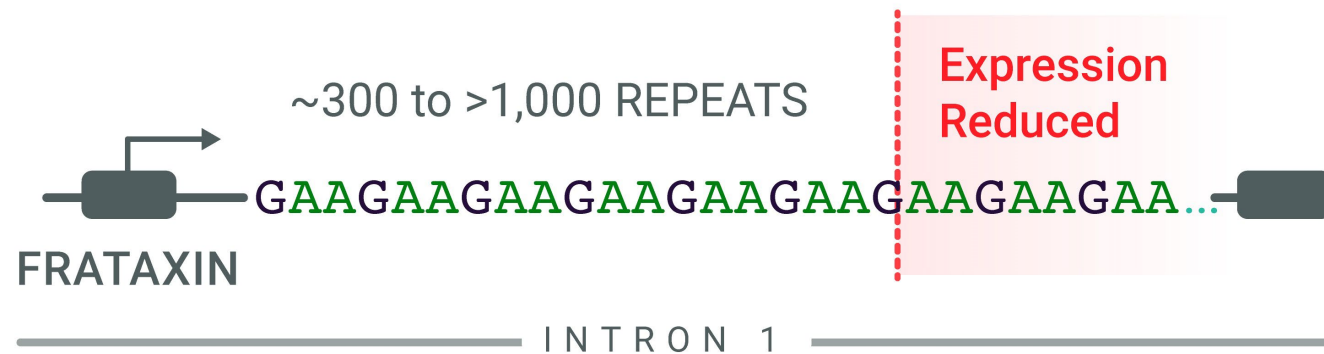 Expression
Reduced
~300 to >1,000 REPEATS
GAAGAAGAAGAAGAAGAAGAAGAAGAA...
FRATAXIN
INTRON 1